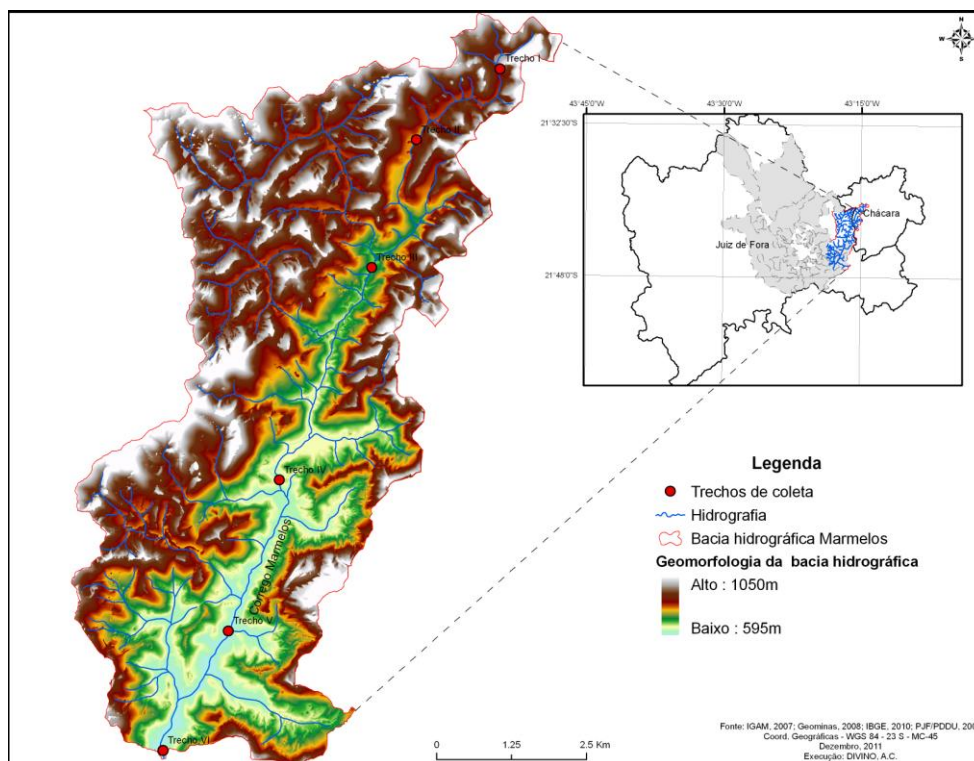 Trecho I
N
W E
S
43°45'0"W 43°30'0"W 43°15'0"W
21°32'30"S
Trecho II
Chácara
Juiz de Fora
Trecho III
21°48'0"S
Legenda
Trecho IV
Trechos de coleta
Hidrografia
Bacia hidrográfica Marmelos
Geomorfologia da bacia hidrográfica
Alto : 1050m
Baixo : 595m
Córrego Marmelos
Trecho V
Trecho VI
0 1.25 2.5 Km
Fonte: IGAM, 2007; Geominas, 2008; IBGE, 2010; PJF/PDDU, 200
Coord. Geográficas - WGS 84 - 23 S - MC-45
Dezembro, 2011
Execução: DIVINO, A.C.